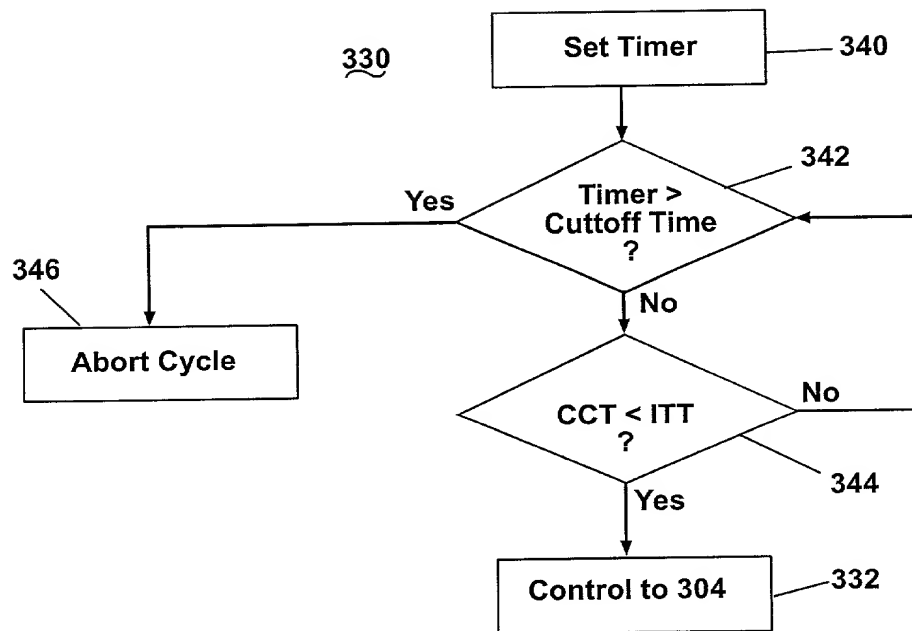 Set Timer
340
330
342
Timer >
Cuttoff Time
?
Yes
346
No
Abort Cycle
CCT < ITT
?
No
344
Yes
Control to 304
332